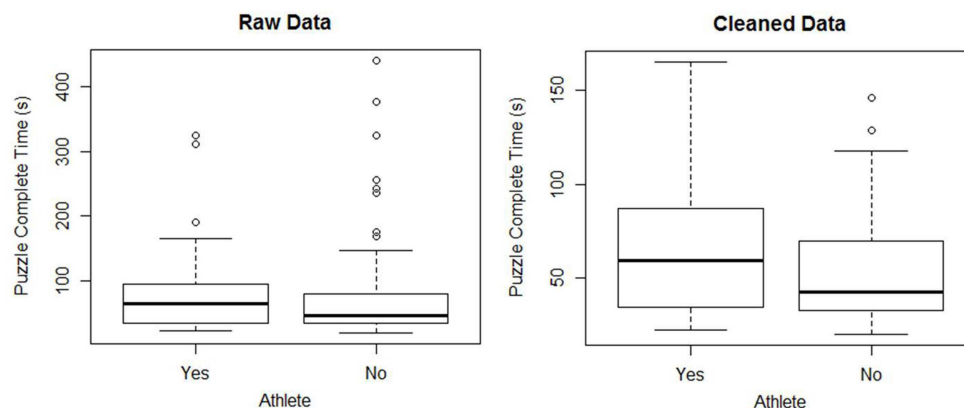 Raw Data
Puzzle Complete Time (s)
400
300
200
100
Yes No
Athlete
Cleaned Data
Puzzle Complete Time (s)
150
100
50
Yes No
Athlete